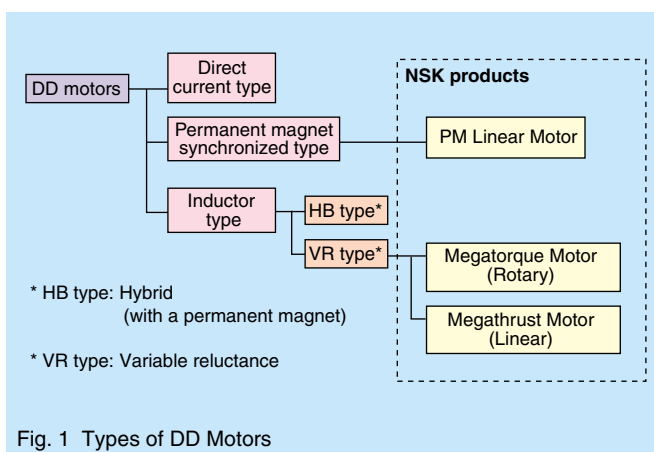 Direct
current type
NSK products
DD motors
Permanent magnet
synchronized type
PM Linear Motor
Inductor
type
HB type*
VR type*
Megatorque Motor
(Rotary)
* HB type: Hybrid
(with a permanent magnet)
Megathrust Motor
(Linear)
* VR type: Variable reluctance
Fig. 1 Types of DD Motors